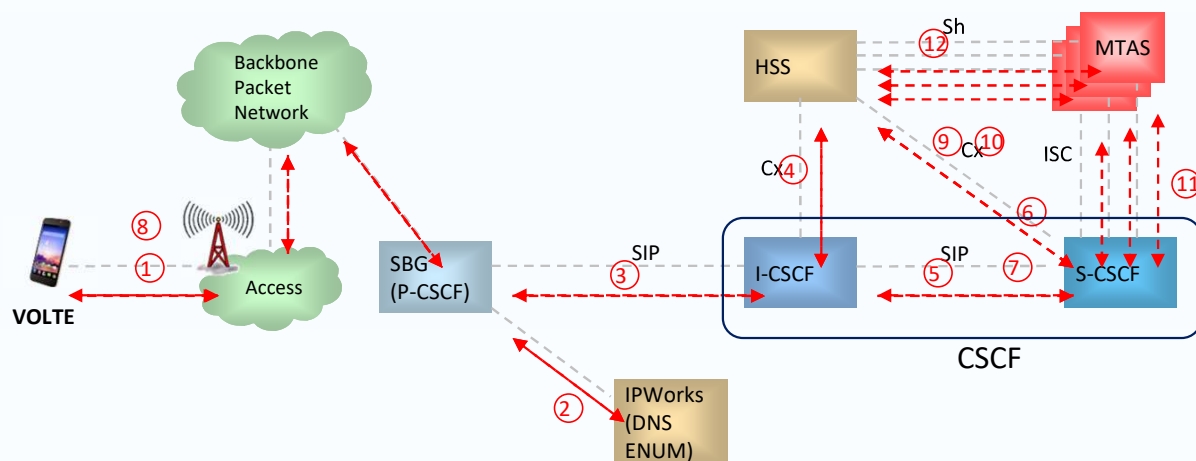 Backbone
Packet
Network
HSS
Sh
⑫
MTAS
⑨
⑩
Cx
ISC
Cx
④
⑪
⑧
①
⑥
VOLTE
Access
SBG
(P-CSCF)
SIP
③
I-CSCF
SIP
⑤
⑦
S-CSCF
CSCF
②
IPWorks
(DNS
ENUM)